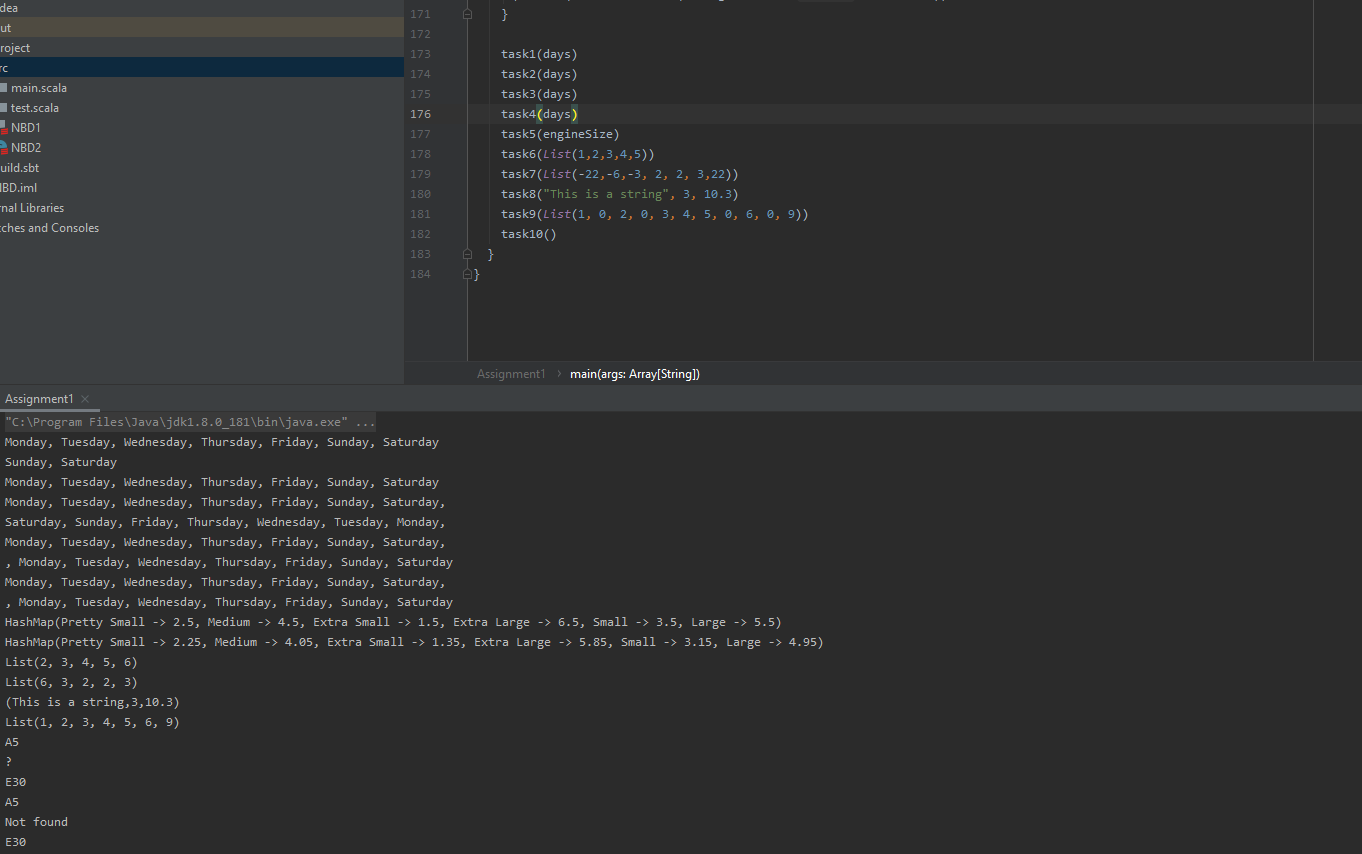 dea
ut
roject
rc
main.scala
test.scala
NBD1
NBD2
uild.sbt
NBD.iml
rnal Libraries
tches and Consoles
171 }
172
173 task1(days)
174 task2(days)
175 task3(days)
176 task4(days)
177 task5(engineSize)
178 task6(List(1,2,3,4,5))
179 task7(List(-22,-6,-3, 2, 2, 3,22))
180 task8("This is a string", 3, 10.3)
181 task9(List(1, 0, 2, 0, 3, 4, 5, 0, 6, 0, 9))
182 task10()
183 }
184 }
Assignment1 › main(args: Array[String])
Assignment1 ×
"C:\Program Files\Java\jdk1.8.0_181\bin\java.exe" ...
Monday, Tuesday, Wednesday, Thursday, Friday, Sunday, Saturday
Sunday, Saturday
Monday, Tuesday, Wednesday, Thursday, Friday, Sunday, Saturday
Monday, Tuesday, Wednesday, Thursday, Friday, Sunday, Saturday,
Saturday, Sunday, Friday, Thursday, Wednesday, Tuesday, Monday,
Monday, Tuesday, Wednesday, Thursday, Friday, Sunday, Saturday,
, Monday, Tuesday, Wednesday, Thursday, Friday, Sunday, Saturday
Monday, Tuesday, Wednesday, Thursday, Friday, Sunday, Saturday,
, Monday, Tuesday, Wednesday, Thursday, Friday, Sunday, Saturday
HashMap(Pretty Small -> 2.5, Medium -> 4.5, Extra Small -> 1.5, Extra Large -> 6.5, Small -> 3.5, Large -> 5.5)
HashMap(Pretty Small -> 2.25, Medium -> 4.05, Extra Small -> 1.35, Extra Large -> 5.85, Small -> 3.15, Large -> 4.95)
List(2, 3, 4, 5, 6)
List(6, 3, 2, 2, 3)
(This is a string,3,10.3)
List(1, 2, 3, 4, 5, 6, 9)
A5
?
E30
A5
Not found
E30